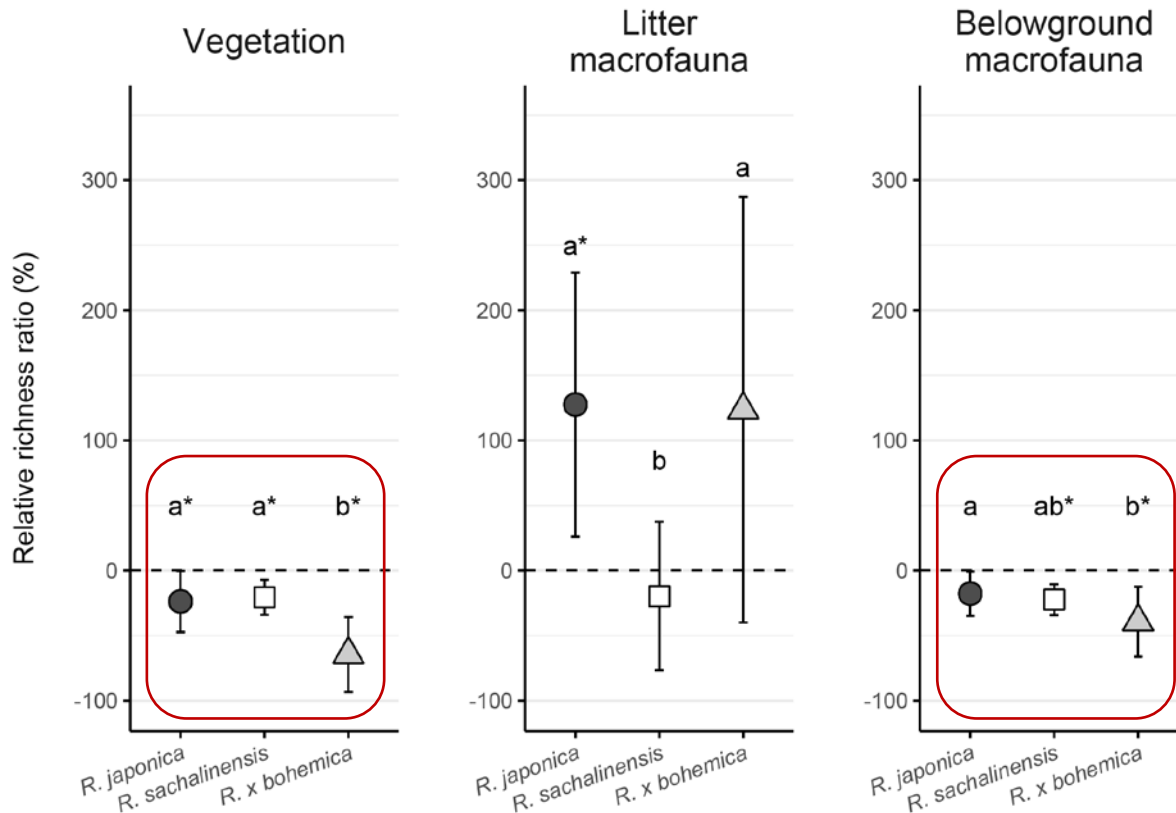 Vegetation
Litter
macrofauna
Belowground
macrofauna
Relative richness ratio (%)
300
200
100
0
-100
a*
a*
b*
R. japonica
R. sachalinensis
R. x bohemica
300
200
100
0
-100
a*
b
a
R. japonica
R. sachalinensis
R. x bohemica
300
200
100
0
-100
a
ab*
b*
R. japonica
R. sachalinensis
R. x bohemica